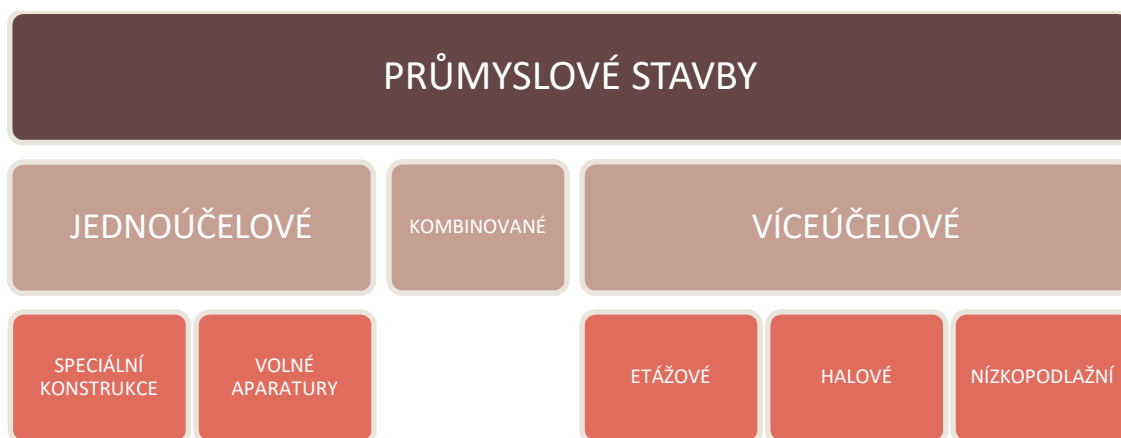 PRŮMYSLOVÉ STAVBY
JEDNOÚČELOVÉ
KOMBINOVANÉ
VÍCEÚČELOVÉ
SPECIÁLNÍ
KONSTRUKCE
VOLNÉ
APARATURY
ETÁŽOVÉ
HALOVÉ
NÍZKOPODLAŽNÍ